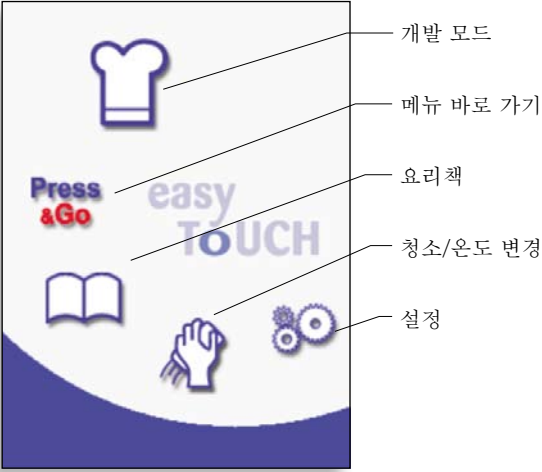 개발 모드
메뉴 바로 가기
Press
&Go
easy
ToUCH
요리책
청소/온도 변경
설정